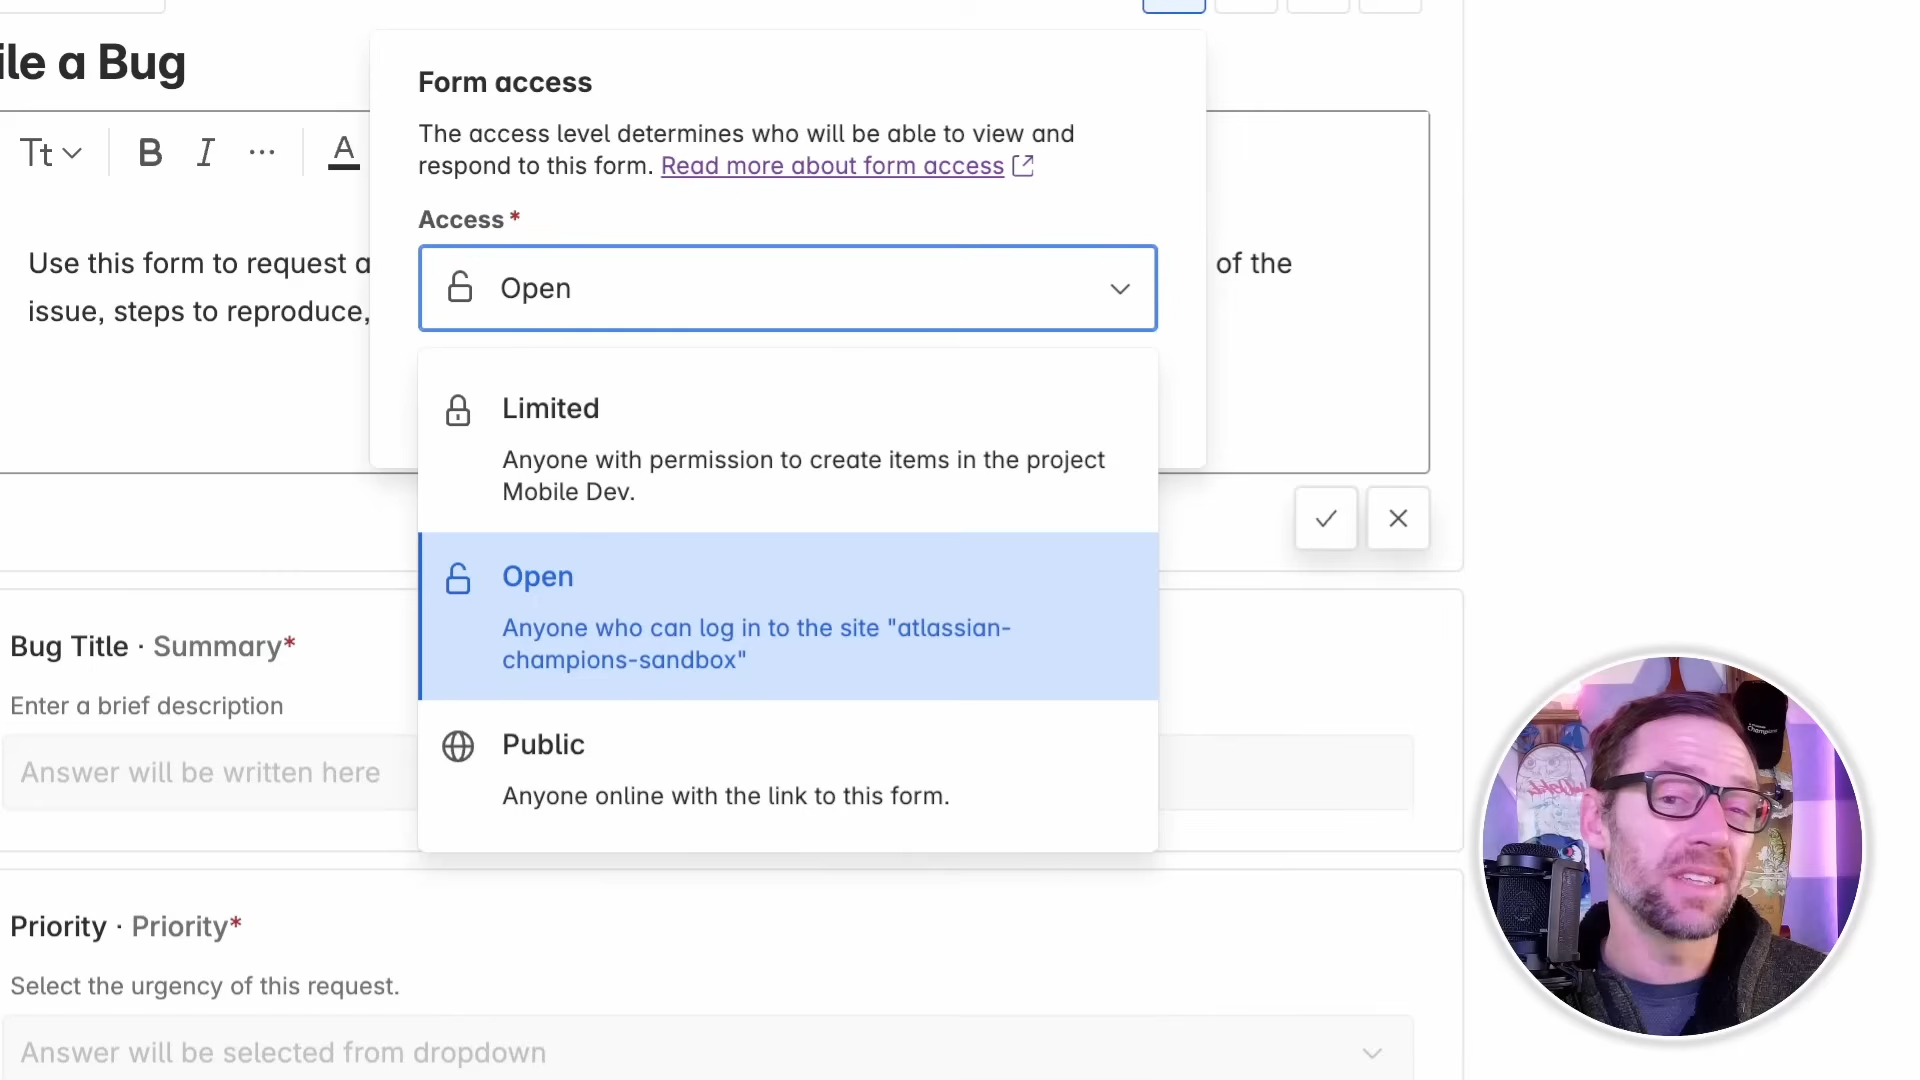 ile a Bug
Form access
The access level determines who will be able to view and
respond to this form. Read more about form access
Access *
Open
Tt
B
I
...
A
Use this form to request a
of the
issue, steps to reproduce,
Limited
Anyone with permission to create items in the project
Mobile Dev.
Open
Anyone who can log in to the site "atlassian-
champions-sandbox"
Public
Anyone online with the link to this form.
Bug Title · Summary*
Enter a brief description
Answer will be written here
Priority · Priority*
Select the urgency of this request.
Answer will be selected from dropdown